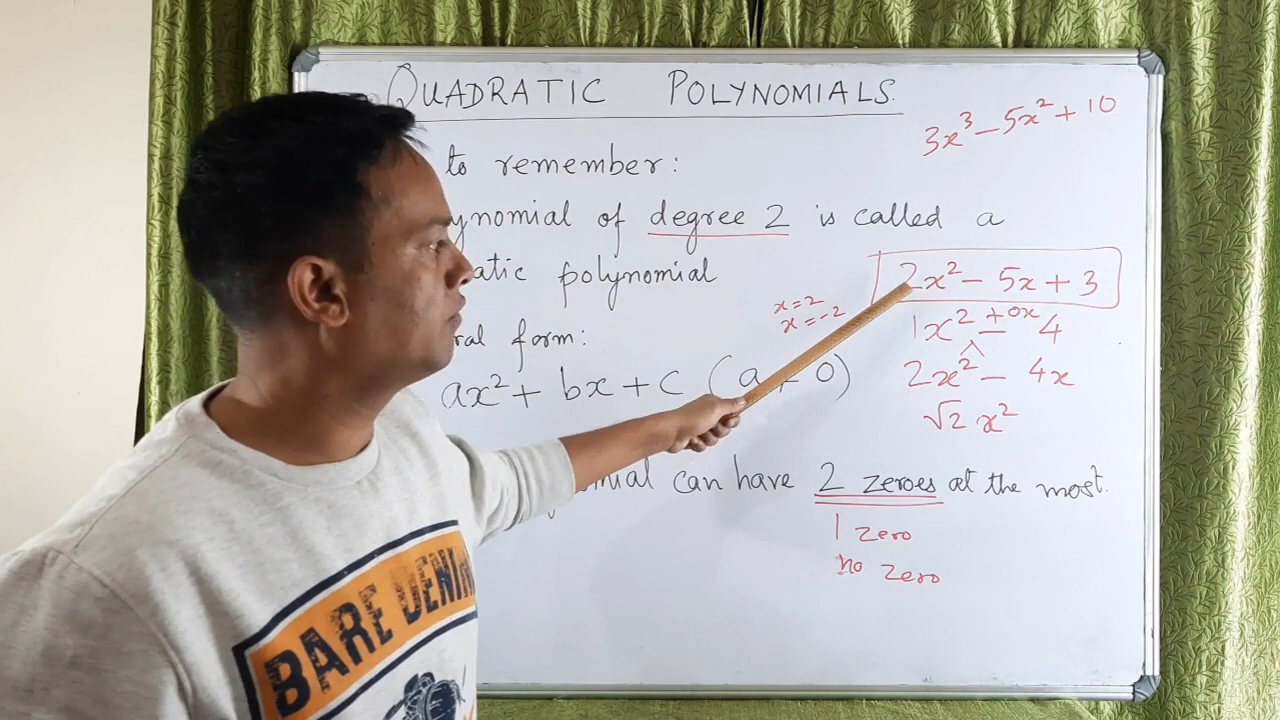 QUADRATIC POLYNOMIALS.
3x³ - 5x² + 10
to remember:
ynomial of degree 2 is called a
atic polynomial
2x² - 5x + 3
x = 2
x = -2
1x² +0x - 4
ral form:
ax² + bx + c (a ≠ 0)
2x² - 4x
√2 x²
omial can have 2 zeroes at the most.
1 zero
no zero
BARE DENIM